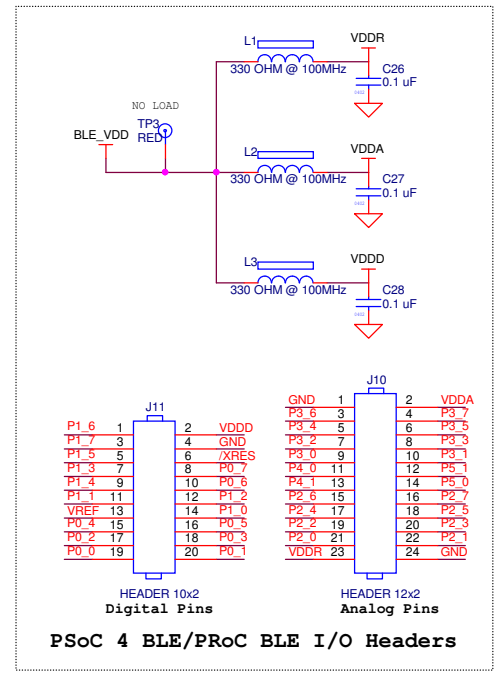 VDDR
L1
330 OHM @ 100MHz
C26
0.1 uF
0402
NO LOAD
TP3
RED
BLE_VDD
VDDA
L2
330 OHM @ 100MHz
C27
0.1 uF
0402
VDDD
L3
330 OHM @ 100MHz
C28
0.1 uF
0402
J11
P1_6 1 2 VDDD
P1_7 3 4 GND
P1_5 5 6 /XRES
P1_3 7 8 P0_7
P1_4 9 10 P0_6
P1_1 11 12 P1_2
VREF 13 14 P1_0
P0_4 15 16 P0_5
P0_2 17 18 P0_3
P0_0 19 20 P0_1
HEADER 10x2
Digital Pins
J10
GND 1 2 VDDA
P3_6 3 4 P3_7
P3_4 5 6 P3_5
P3_2 7 8 P3_3
P3_0 9 10 P3_1
P4_0 11 12 P5_1
P4_1 13 14 P5_0
P2_6 15 16 P2_7
P2_4 17 18 P2_5
P2_2 19 20 P2_3
P2_0 21 22 P2_1
VDDR 23 24 GND
HEADER 12x2
Analog Pins
PSoC 4 BLE/PRoC BLE I/O Headers